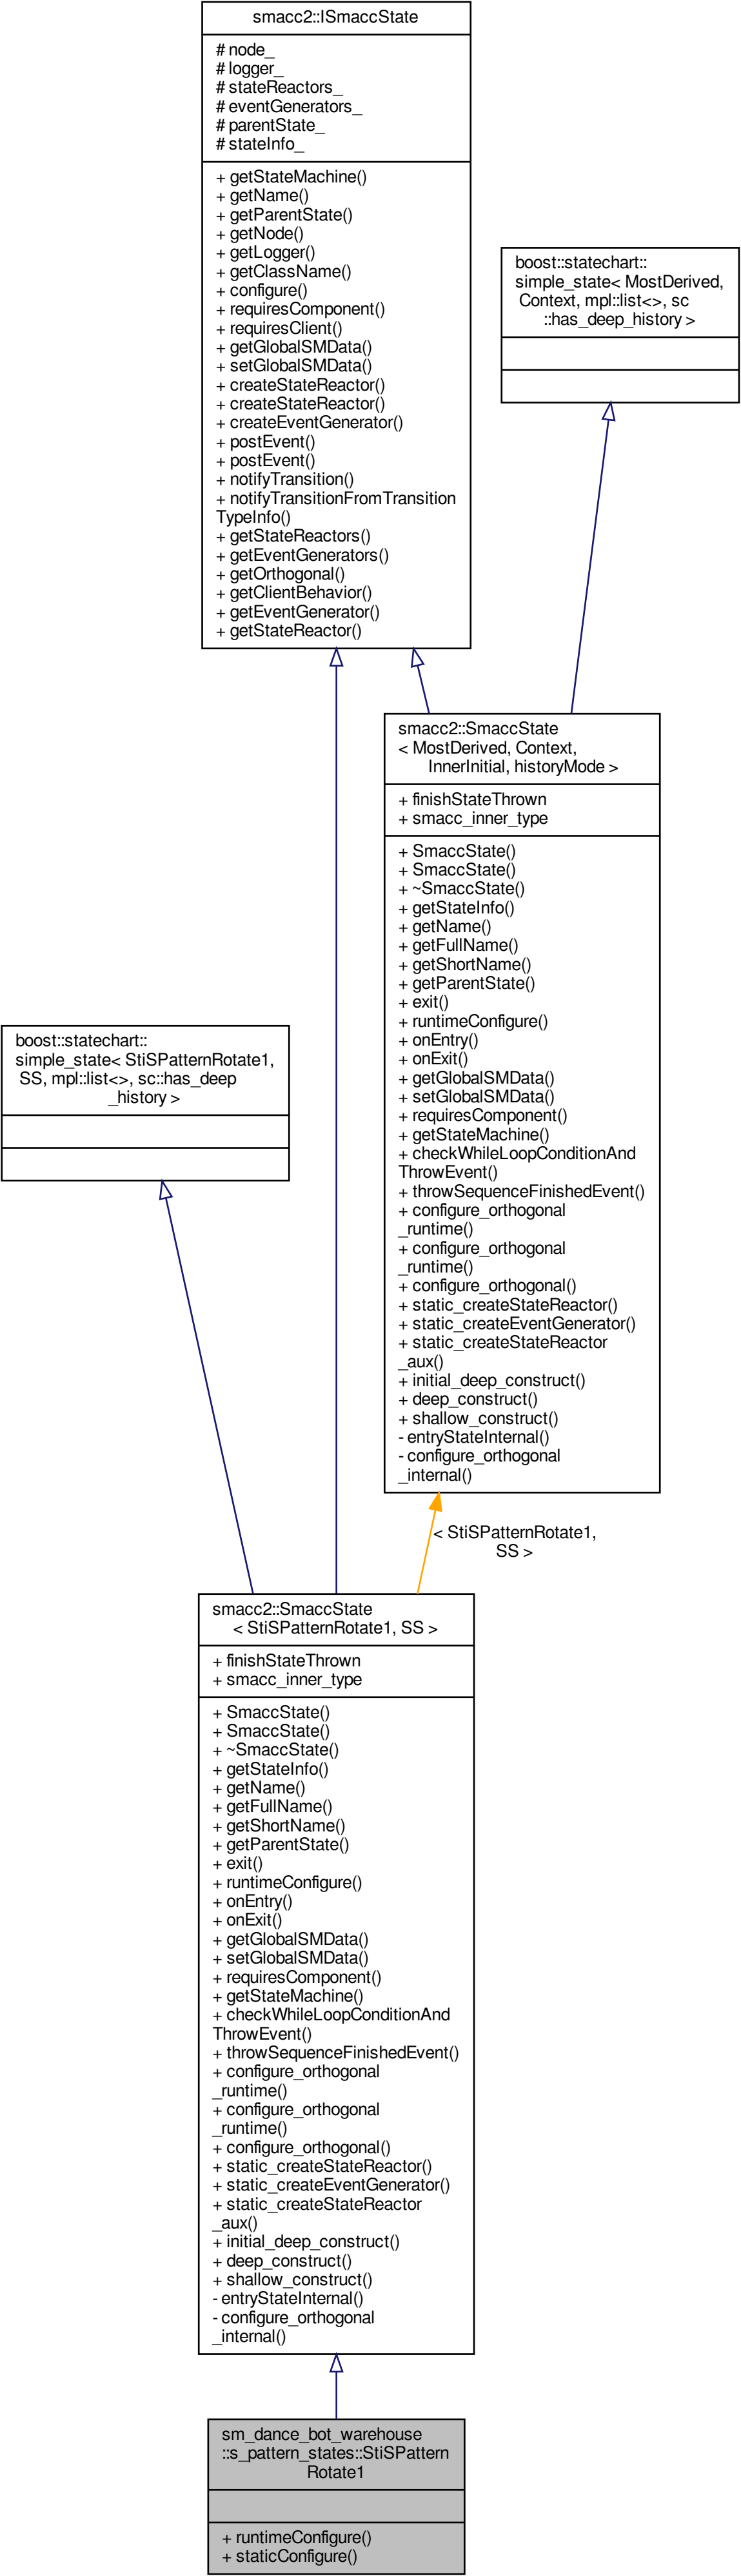 smacc2::ISmaccState
# node_
# logger_
# stateReactors_
# eventGenerators_
# parentState_
# stateInfo_
+ getStateMachine()
+ getName()
+ getParentState()
+ getNode()
+ getLogger()
+ getClassName()
+ configure()
+ requiresComponent()
+ requiresClient()
+ getGlobalSMData()
+ setGlobalSMData()
+ createStateReactor()
+ createStateReactor()
+ createEventGenerator()
+ postEvent()
+ postEvent()
+ notifyTransition()
+ notifyTransitionFromTransition
TypeInfo()
+ getStateReactors()
+ getEventGenerators()
+ getOrthogonal()
+ getClientBehavior()
+ getEventGenerator()
+ getStateReactor()
boost::statechart::
simple_state< MostDerived,
Context, mpl::list<>, sc
::has_deep_history >
smacc2::SmaccState
< MostDerived, Context,
InnerInitial, historyMode >
+ finishStateThrown
+ smacc_inner_type
+ SmaccState()
+ SmaccState()
+ ~SmaccState()
+ getStateInfo()
+ getName()
+ getFullName()
+ getShortName()
+ getParentState()
+ exit()
+ runtimeConfigure()
+ onEntry()
+ onExit()
+ getGlobalSMData()
+ setGlobalSMData()
+ requiresComponent()
+ getStateMachine()
+ checkWhileLoopConditionAnd
ThrowEvent()
+ throwSequenceFinishedEvent()
+ configure_orthogonal
_runtime()
+ configure_orthogonal
_runtime()
+ configure_orthogonal()
+ static_createStateReactor()
+ static_createEventGenerator()
+ static_createStateReactor
_aux()
+ initial_deep_construct()
+ deep_construct()
+ shallow_construct()
- entryStateInternal()
- configure_orthogonal
_internal()
boost::statechart::
simple_state< StiSPatternRotate1,
SS, mpl::list<>, sc::has_deep
_history >
< StiSPatternRotate1,
SS >
smacc2::SmaccState
< StiSPatternRotate1, SS >
+ finishStateThrown
+ smacc_inner_type
+ SmaccState()
+ SmaccState()
+ ~SmaccState()
+ getStateInfo()
+ getName()
+ getFullName()
+ getShortName()
+ getParentState()
+ exit()
+ runtimeConfigure()
+ onEntry()
+ onExit()
+ getGlobalSMData()
+ setGlobalSMData()
+ requiresComponent()
+ getStateMachine()
+ checkWhileLoopConditionAnd
ThrowEvent()
+ throwSequenceFinishedEvent()
+ configure_orthogonal
_runtime()
+ configure_orthogonal
_runtime()
+ configure_orthogonal()
+ static_createStateReactor()
+ static_createEventGenerator()
+ static_createStateReactor
_aux()
+ initial_deep_construct()
+ deep_construct()
+ shallow_construct()
- entryStateInternal()
- configure_orthogonal
_internal()
sm_dance_bot_warehouse
::s_pattern_states::StiSPattern
Rotate1
+ runtimeConfigure()
+ staticConfigure()